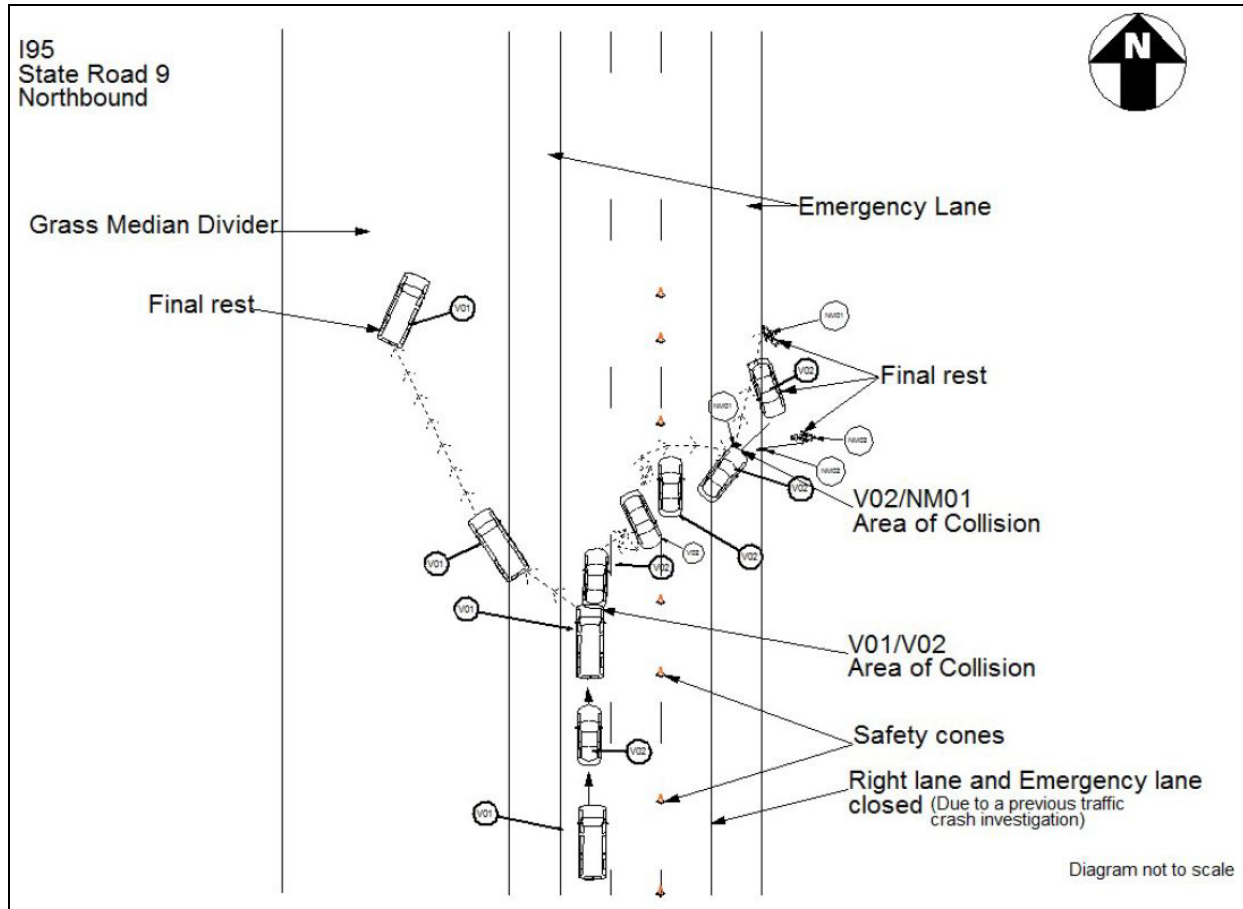 I95
State Road 9
Northbound
N
Grass Median Divider
Emergency Lane
Final rest
V01
NM01
Final rest
V02
NM01
NM02
NM02
V02
V02/NM01
Area of Collision
V01
V02
V02
V02
V01
V01/V02
Area of Collision
Safety cones
V02
Right lane and Emergency lane
closed (Due to a previous traffic
crash investigation)
V01
Diagram not to scale